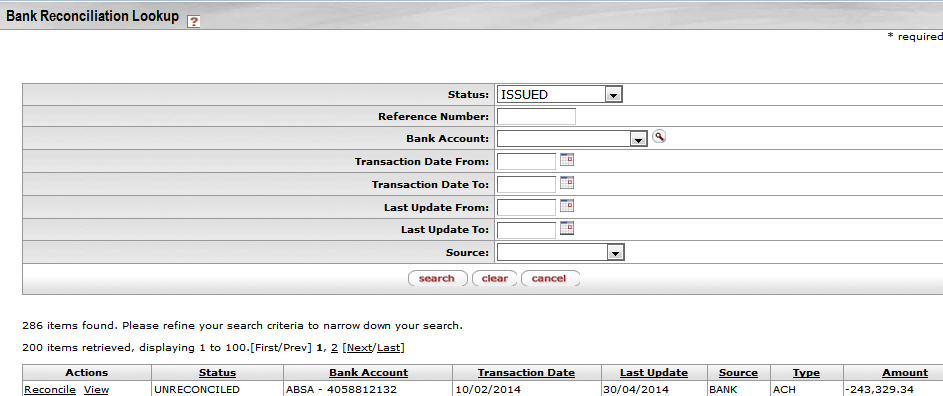 Bank Reconciliation Lookup ?
* required
Status: ISSUED
Reference Number:
Bank Account:
Transaction Date From:
Transaction Date To:
Last Update From:
Last Update To:
Source:
search clear cancel
286 items found. Please refine your search criteria to narrow down your search.
200 items retrieved, displaying 1 to 100.[First/Prev] 1, 2 [Next/Last]
Actions Status Bank Account Transaction Date Last Update Source Type Amount
Reconcile View UNRECONCILED ABSA - 4058812132 10/02/2014 30/04/2014 BANK ACH -243,329.34